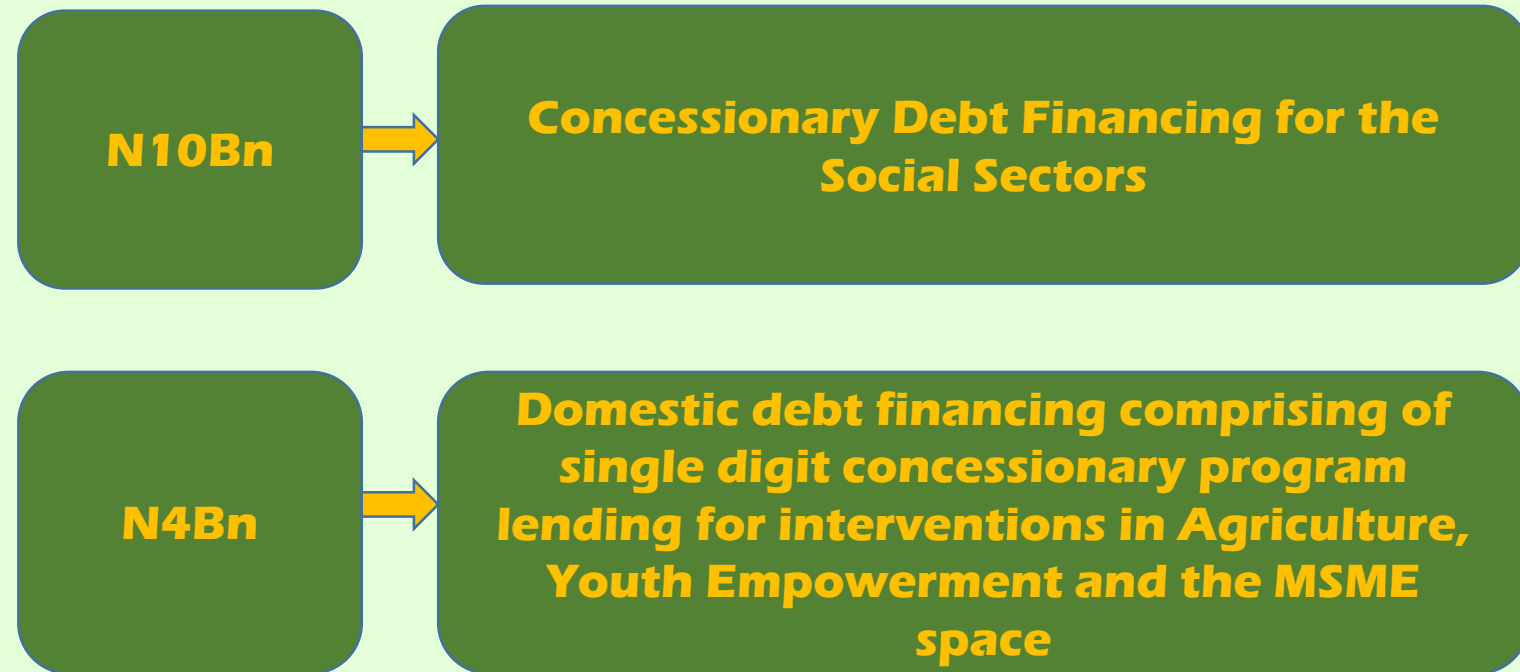 N10Bn
Concessionary Debt Financing for the
Social Sectors
N4Bn
Domestic debt financing comprising of
single digit concessionary program
lending for interventions in Agriculture,
Youth Empowerment and the MSME
space